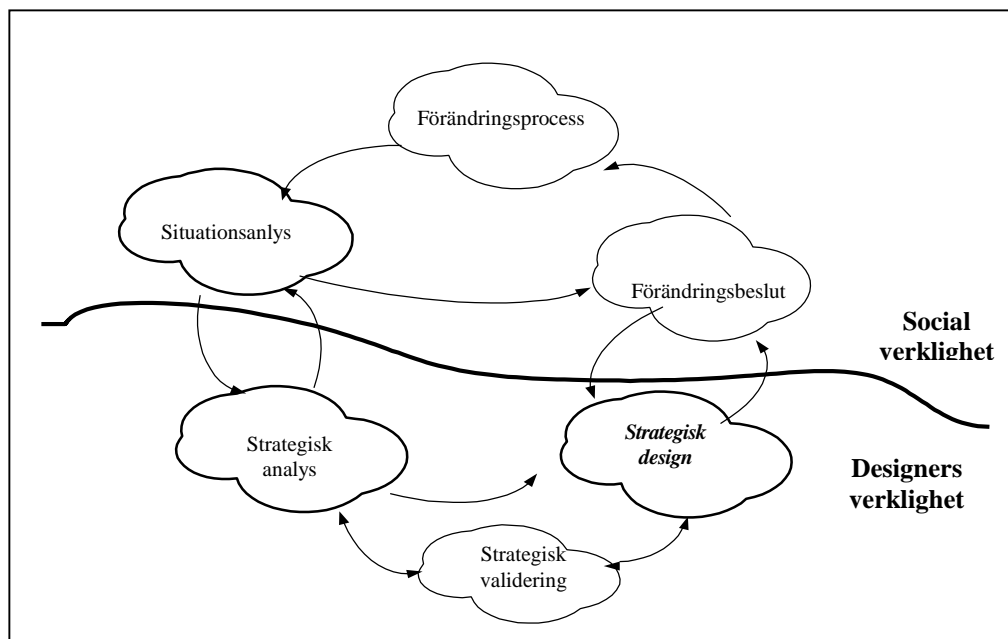 Förändringsprocess
Situationsanlys
Förändringsbeslut
Social
verklighet
Strategisk
analys
Strategisk
design
Designers
verklighet
Strategisk
validering